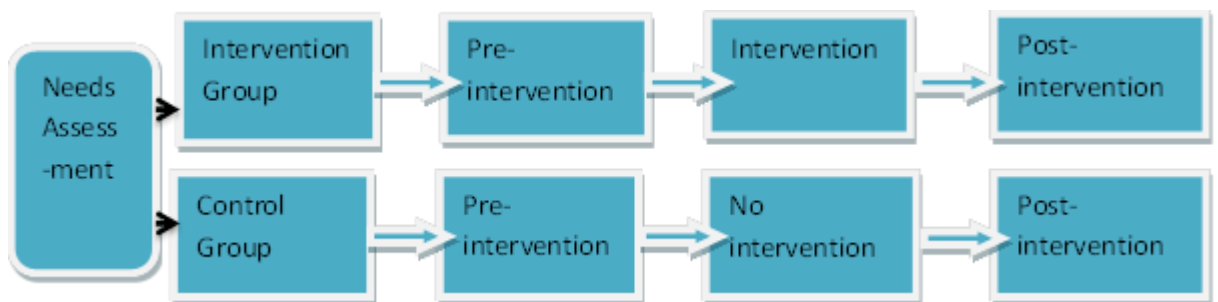 Needs
Assess
-ment
Intervention
Group
Pre-
intervention
Intervention
Post-
intervention
Control
Group
Pre-
intervention
No
intervention
Post-
intervention